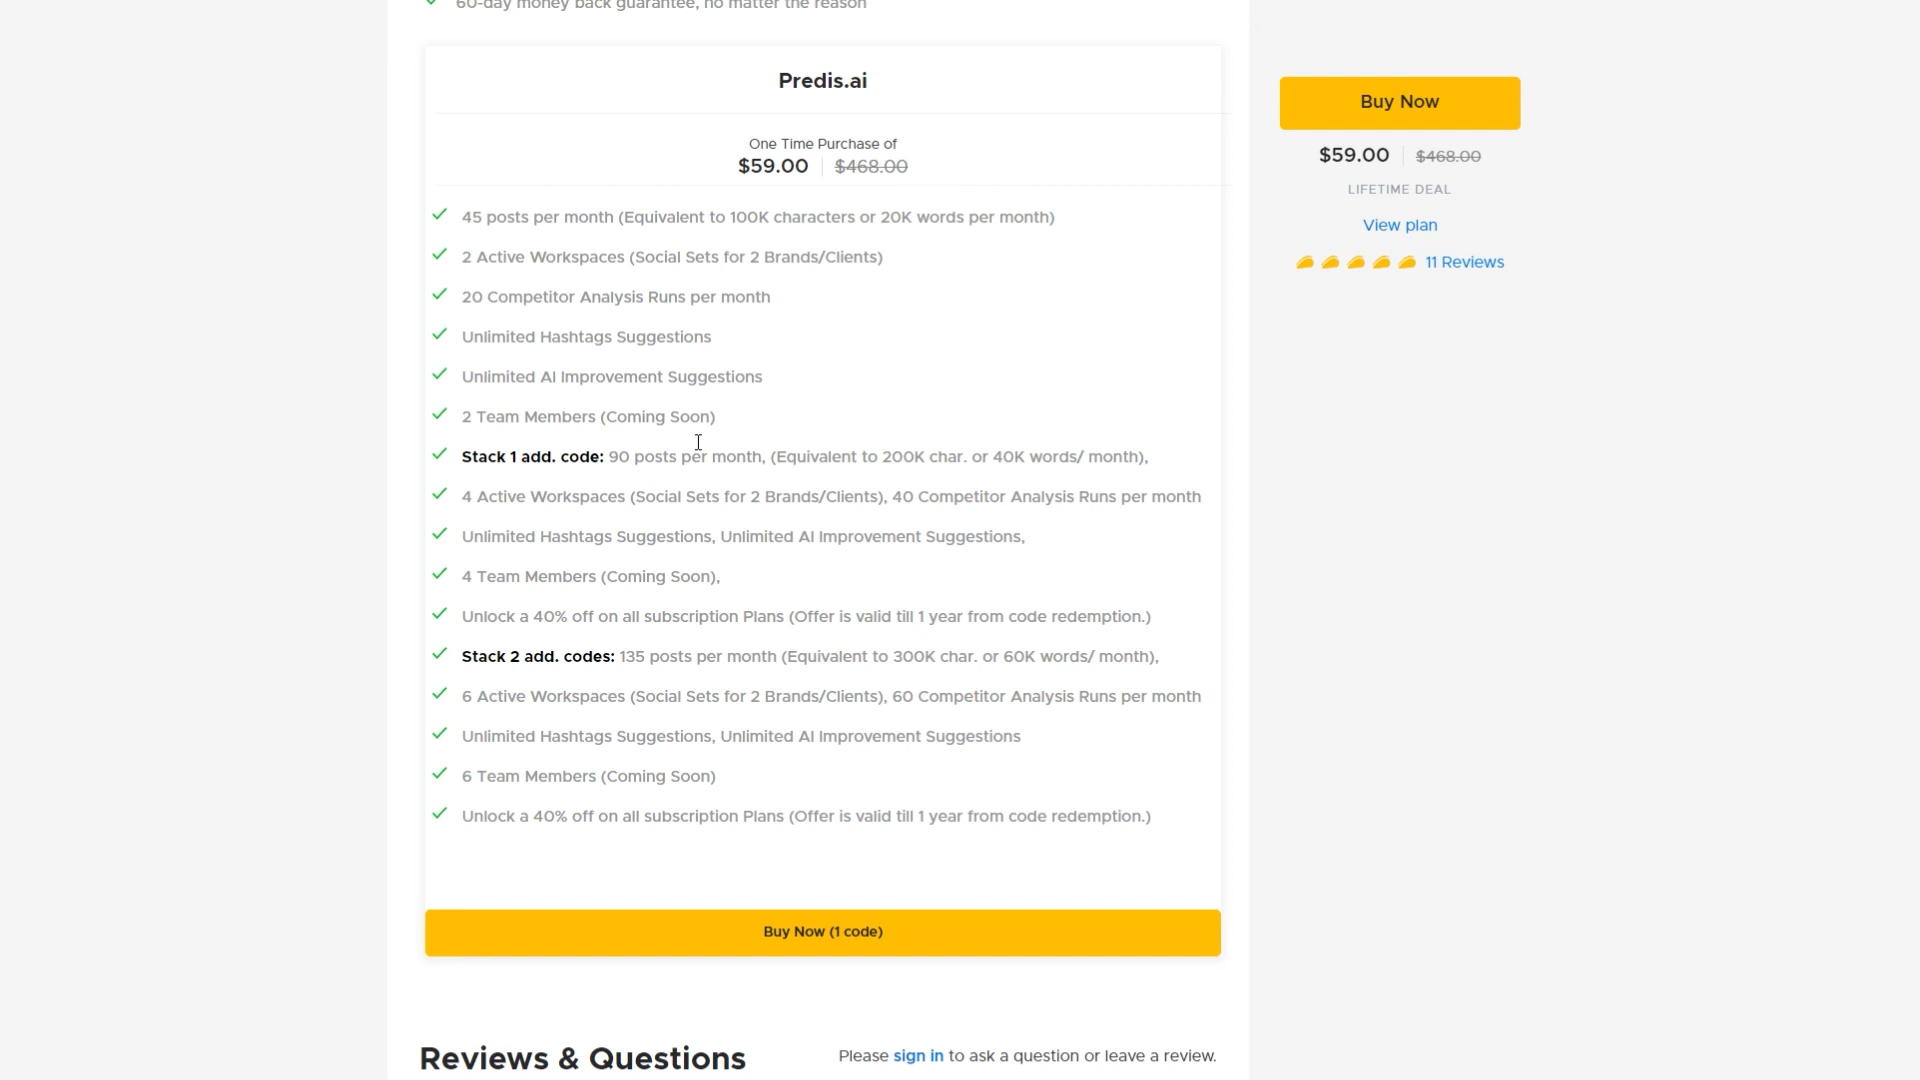 60-day money back guarantee, no matter the reason
Predis.ai
One Time Purchase of
$59.00 $468.00
45 posts per month (Equivalent to 100K characters or 20K words per month)
2 Active Workspaces (Social Sets for 2 Brands/Clients)
20 Competitor Analysis Runs per month
Unlimited Hashtags Suggestions
Unlimited AI Improvement Suggestions
2 Team Members (Coming Soon)
Stack 1 add. code: 90 posts per month, (Equivalent to 200K char. or 40K words/ month),
4 Active Workspaces (Social Sets for 2 Brands/Clients), 40 Competitor Analysis Runs per month
Unlimited Hashtags Suggestions, Unlimited AI Improvement Suggestions,
4 Team Members (Coming Soon),
Unlock a 40% off on all subscription Plans (Offer is valid till 1 year from code redemption.)
Stack 2 add. codes: 135 posts per month (Equivalent to 300K char. or 60K words/ month),
6 Active Workspaces (Social Sets for 2 Brands/Clients), 60 Competitor Analysis Runs per month
Unlimited Hashtags Suggestions, Unlimited AI Improvement Suggestions
6 Team Members (Coming Soon)
Unlock a 40% off on all subscription Plans (Offer is valid till 1 year from code redemption.)
Buy Now (1 code)
Reviews & Questions
Please sign in to ask a question or leave a review.
Buy Now
$59.00 $468.00
LIFETIME DEAL
View plan
11 Reviews